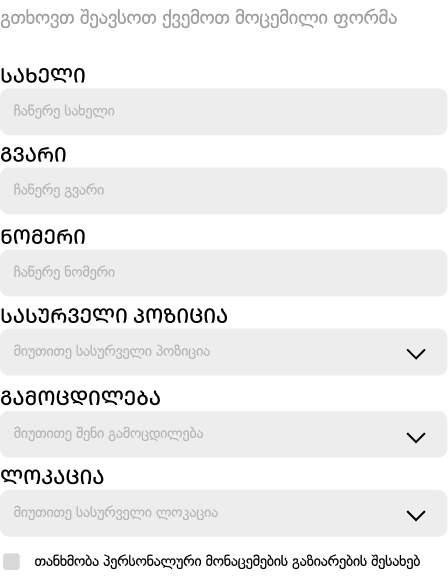 გთხოვთ შეავსოთ ქვემოთ მოცემილი ფორმა
სახელი
ჩაწერე სახელი
გვარი
ჩაწერე გვარი
ნომერი
ჩაწერე ნომერი
სასურველი პოზიცია
მიუთითე სასურველი პოზიცია
გამოცდილება
მიუთითე შენი გამოცდილება
ლოკაცია
მიუთითე სასურველი ლოკაცია
თანხმობა პერსონალური მონაცემების გაზიარების შესახებ